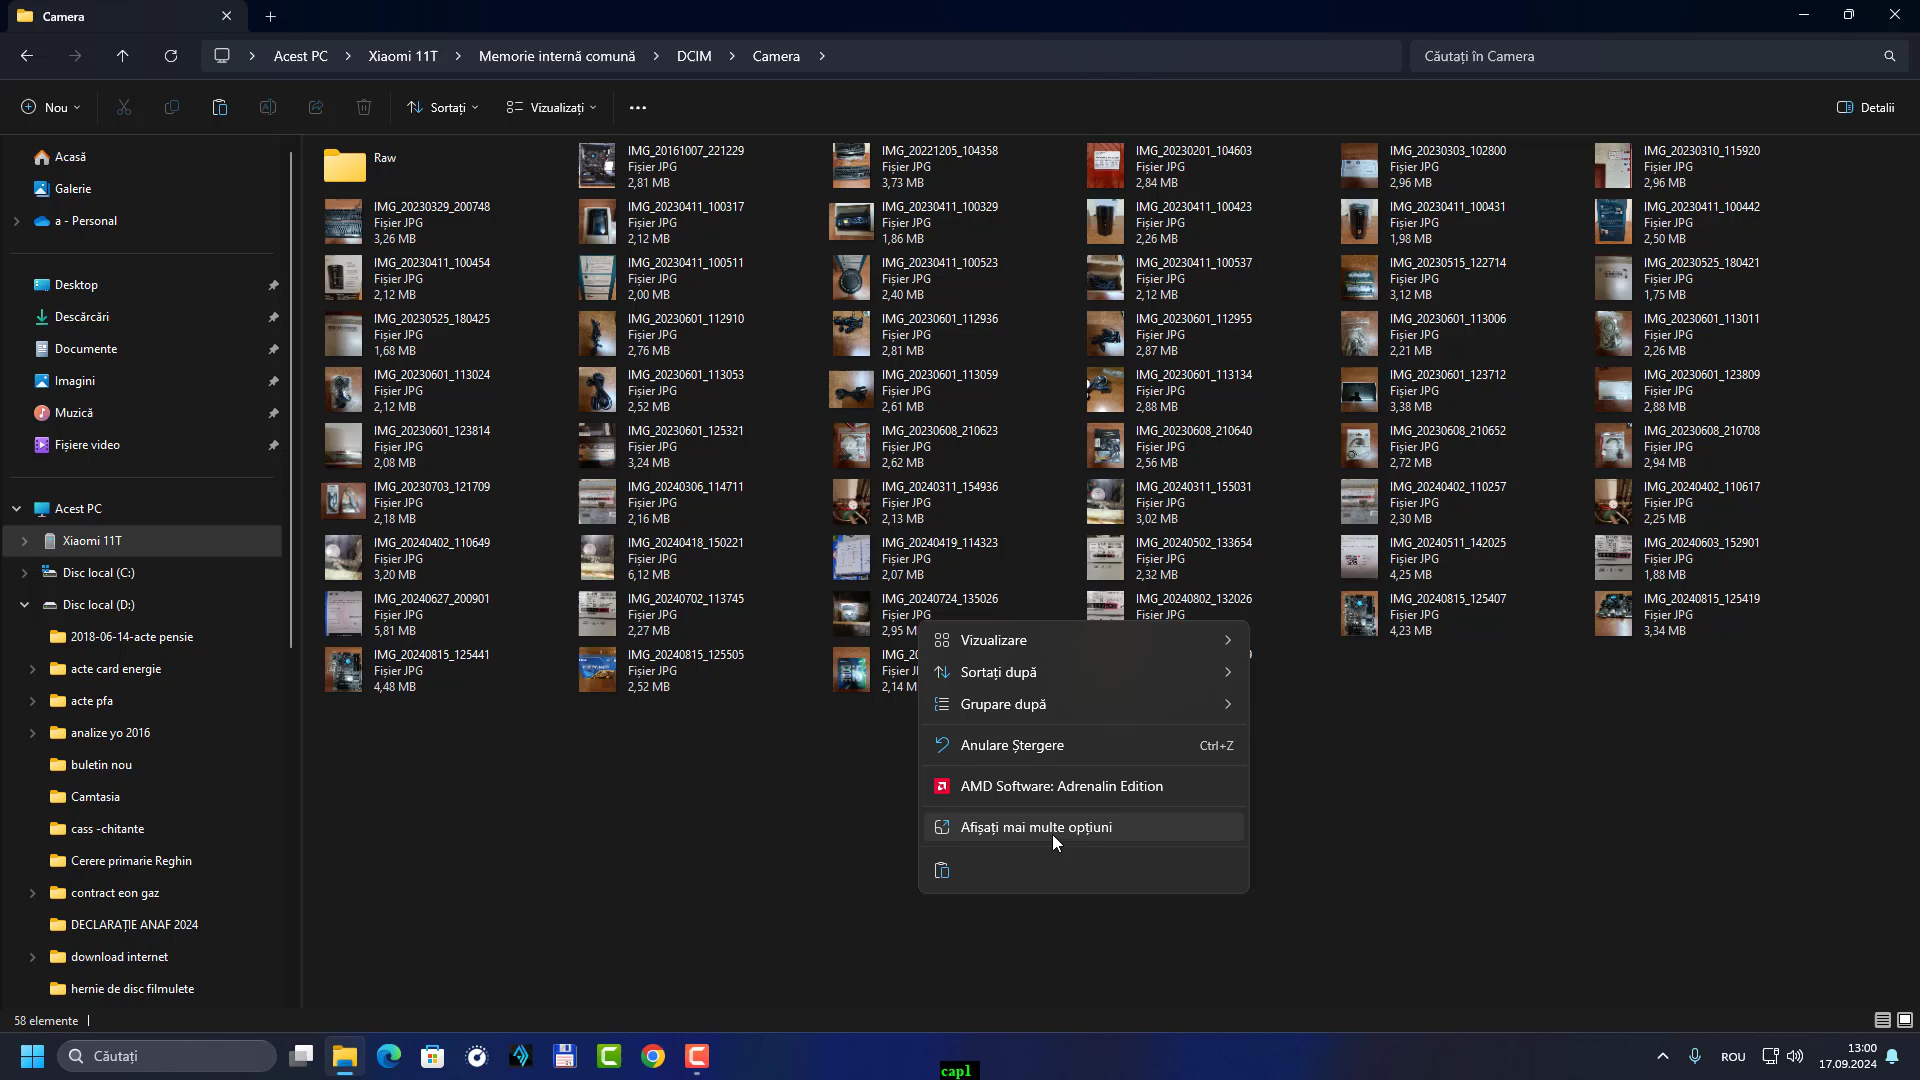 Camera
Acest PC
Xiaomi 11T
Memorie internă comună
DCIM
Camera
Căutați în Camera
Nou
Sortați
Vizualizați
Detalii
Acasă
Galerie
a - Personal
Desktop
Descărcări
Documente
Imagini
Muzică
Fișiere video
Acest PC
Xiaomi 11T
Disc local (C:)
Disc local (D:)
2018-06-14-acte pensie
acte card energie
acte pfa
analize yo 2016
buletin nou
Camtasia
cass -chitante
Cerere primarie Reghin
contract eon gaz
DECLARAȚIE ANAF 2024
download internet
hernie de disc filmulete
Raw
IMG_20161007_221229
Fișier JPG
2,81 MB
IMG_20221205_104358
Fișier JPG
3,73 MB
IMG_20230201_104603
Fișier JPG
2,84 MB
IMG_20230303_102800
Fișier JPG
2,96 MB
IMG_20230310_115920
Fișier JPG
2,96 MB
IMG_20230329_200748
Fișier JPG
3,26 MB
IMG_20230411_100317
Fișier JPG
2,12 MB
IMG_20230411_100329
Fișier JPG
1,86 MB
IMG_20230411_100423
Fișier JPG
2,26 MB
IMG_20230411_100431
Fișier JPG
1,98 MB
IMG_20230411_100442
Fișier JPG
2,50 MB
IMG_20230411_100454
Fișier JPG
2,12 MB
IMG_20230411_100511
Fișier JPG
2,00 MB
IMG_20230411_100523
Fișier JPG
2,40 MB
IMG_20230411_100537
Fișier JPG
2,12 MB
IMG_20230515_122714
Fișier JPG
3,12 MB
IMG_20230525_180421
Fișier JPG
1,75 MB
IMG_20230525_180425
Fișier JPG
1,68 MB
IMG_20230601_112910
Fișier JPG
2,76 MB
IMG_20230601_112936
Fișier JPG
2,81 MB
IMG_20230601_112955
Fișier JPG
2,87 MB
IMG_20230601_113006
Fișier JPG
2,21 MB
IMG_20230601_113011
Fișier JPG
2,26 MB
IMG_20230601_113024
Fișier JPG
2,12 MB
IMG_20230601_113053
Fișier JPG
2,52 MB
IMG_20230601_113059
Fișier JPG
2,61 MB
IMG_20230601_113134
Fișier JPG
2,88 MB
IMG_20230601_123712
Fișier JPG
3,38 MB
IMG_20230601_123809
Fișier JPG
2,88 MB
IMG_20230601_123814
Fișier JPG
2,08 MB
IMG_20230601_125321
Fișier JPG
3,24 MB
IMG_20230608_210623
Fișier JPG
2,62 MB
IMG_20230608_210640
Fișier JPG
2,56 MB
IMG_20230608_210652
Fișier JPG
2,72 MB
IMG_20230608_210708
Fișier JPG
2,94 MB
IMG_20230703_121709
Fișier JPG
2,18 MB
IMG_20240306_114711
Fișier JPG
2,16 MB
IMG_20240311_154936
Fișier JPG
2,13 MB
IMG_20240311_155031
Fișier JPG
3,02 MB
IMG_20240402_110257
Fișier JPG
2,30 MB
IMG_20240402_110617
Fișier JPG
2,25 MB
IMG_20240402_110649
Fișier JPG
3,20 MB
IMG_20240418_150221
Fișier JPG
6,12 MB
IMG_20240419_114323
Fișier JPG
2,07 MB
IMG_20240502_133654
Fișier JPG
2,32 MB
IMG_20240511_142025
Fișier JPG
4,25 MB
IMG_20240603_152901
Fișier JPG
1,88 MB
IMG_20240627_200901
Fișier JPG
5,81 MB
IMG_20240702_113745
Fișier JPG
2,27 MB
IMG_20240724_135026
Fișier JPG
2,95 M
IMG_20240802_132026
Fișier JPG
IMG_20240815_125407
Fișier JPG
4,23 MB
IMG_20240815_125419
Fișier JPG
3,34 MB
IMG_20240815_125441
Fișier JPG
4,48 MB
IMG_20240815_125505
Fișier JPG
2,52 MB
IMG_20
Fișier J
2,14 M
Vizualizare
Sortați după
Grupare după
Anulare Ștergere Ctrl+Z
AMD Software: Adrenalin Edition
Afișați mai multe opțiuni
58 elemente
Căutați
capl
ROU
13:00
17.09.2024